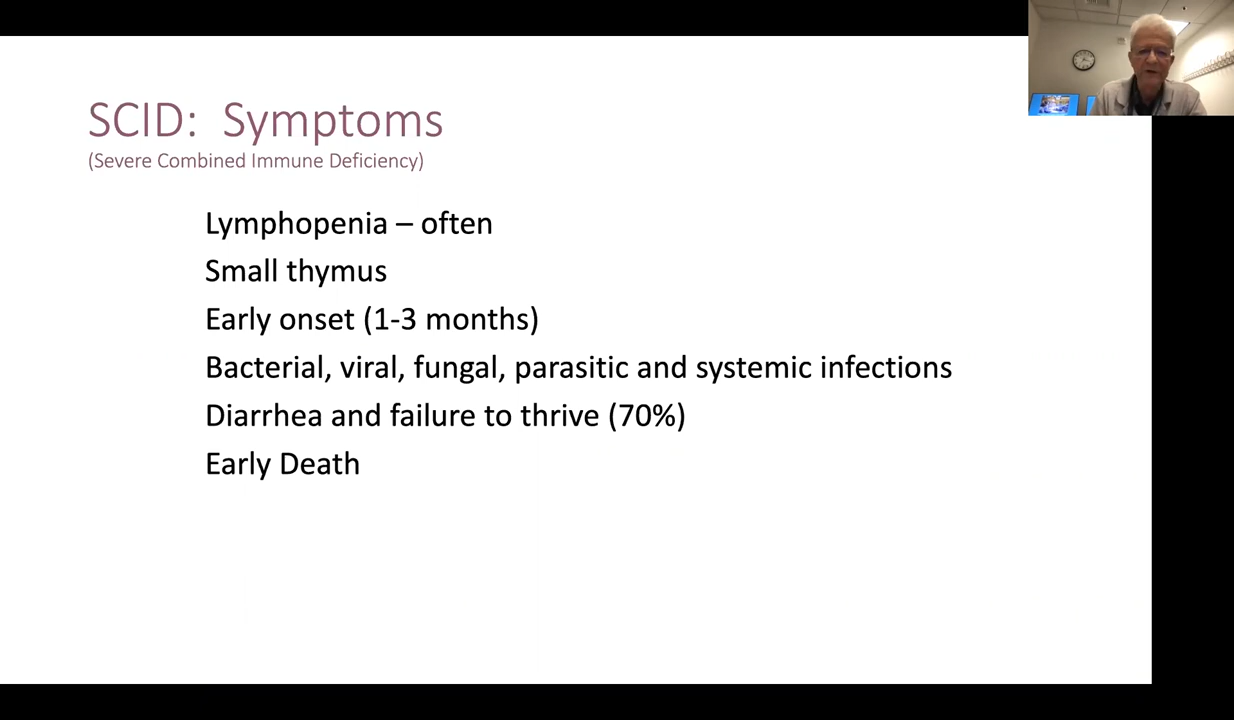 SCID: Symptoms
(Severe Combined Immune Deficiency)
Lymphopenia – often
Small thymus
Early onset (1-3 months)
Bacterial, viral, fungal, parasitic and systemic infections
Diarrhea and failure to thrive (70%)
Early Death